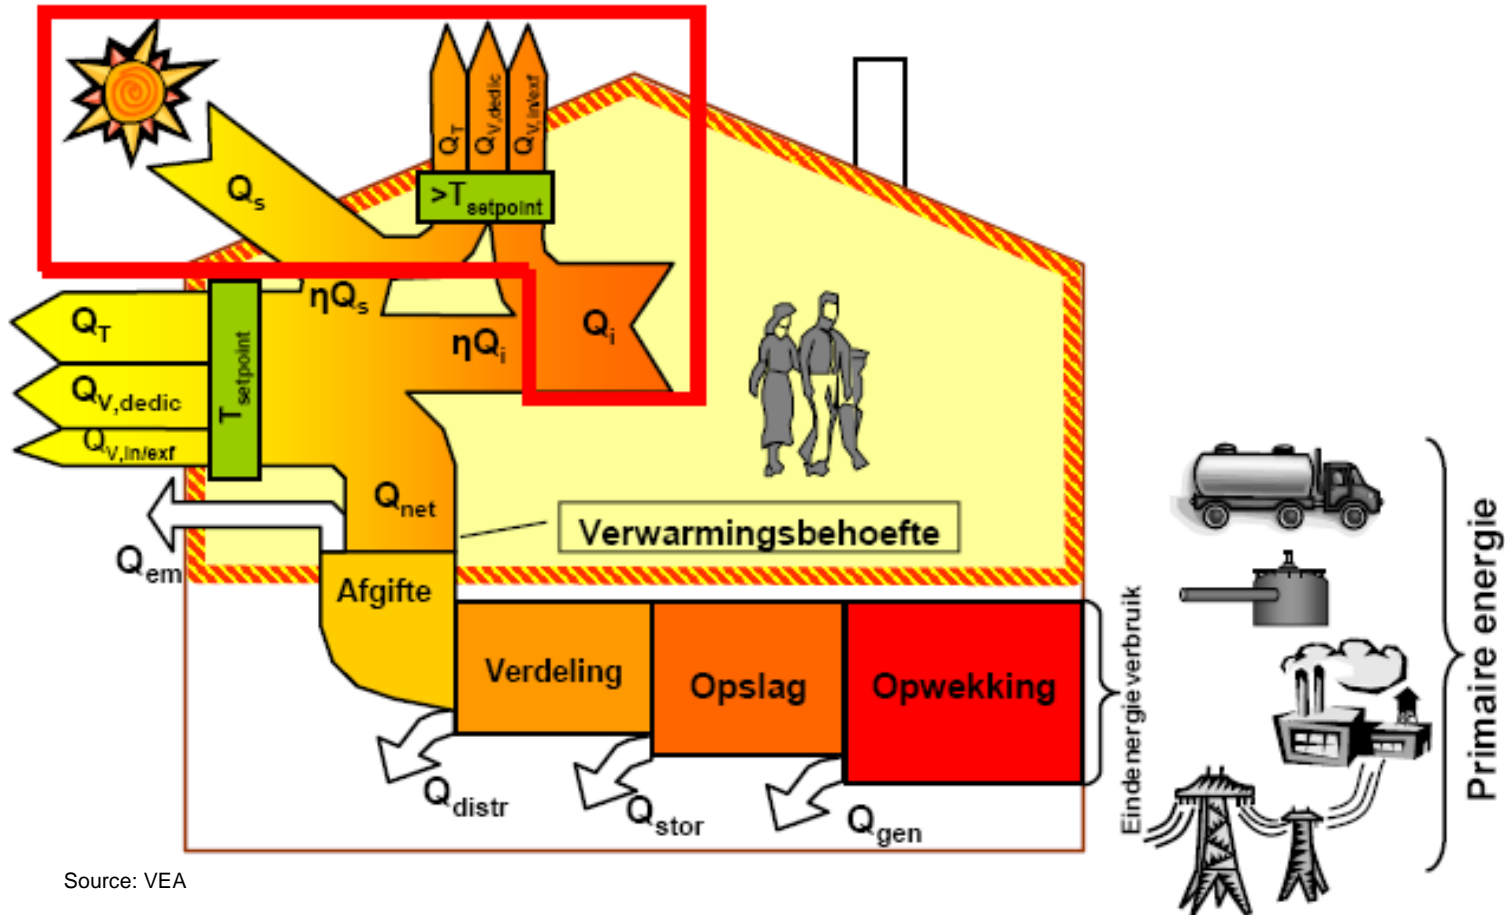 Q_T
Q_V,dedic
Q_V,in/exf
>T_setpoint
Q_s
ηQ_s
Q_T
Q_V,dedic
Q_V,in/exf
T_setpoint
ηQ_i
Q_i
Q_net
Verwarmingsbehoefte
Q_em
Afgifte
Verdeling
Opslag
Opwekking
Q_distr
Q_stor
Q_gen
Eindenergieverbruik
Primaire energie
Source: VEA